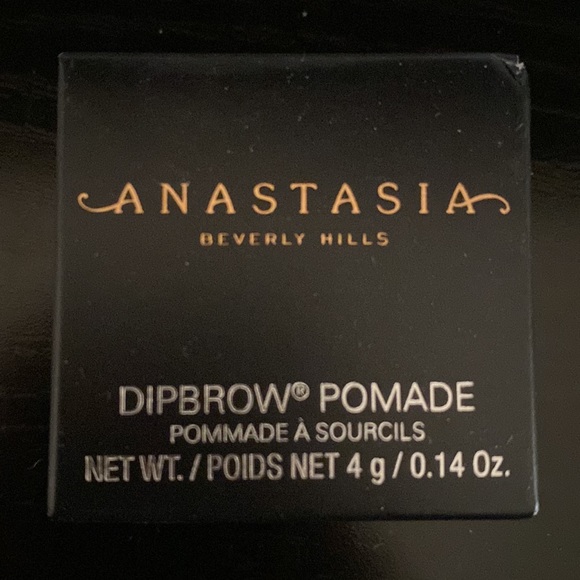 ANASTASIA
BEVERLY HILLS
DIPBROW® POMADE
POMMADE À SOURCILS
NET WT. / POIDS NET 4 g / 0.14 Oz.